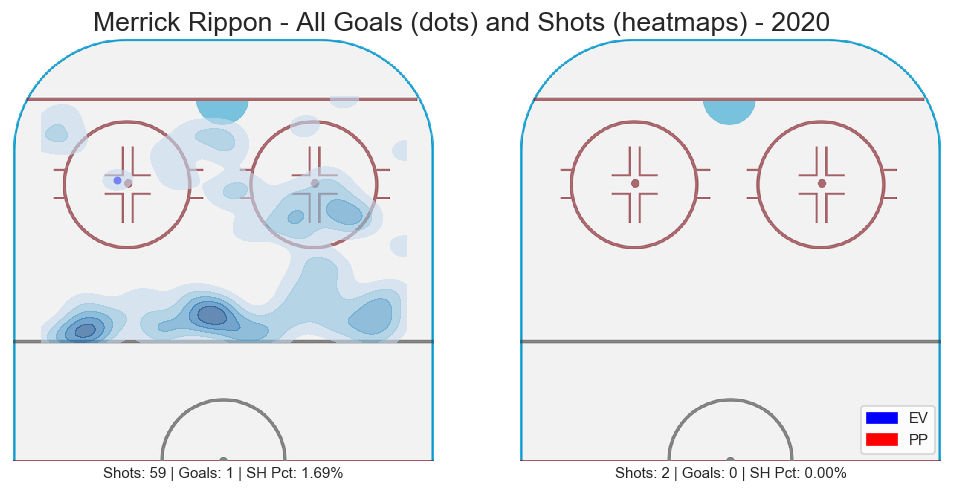 Merrick Rippon - All Goals (dots) and Shots (heatmaps) - 2020
EV
PP
Shots: 59 | Goals: 1 | SH Pct: 1.69%
Shots: 2 | Goals: 0 | SH Pct: 0.00%